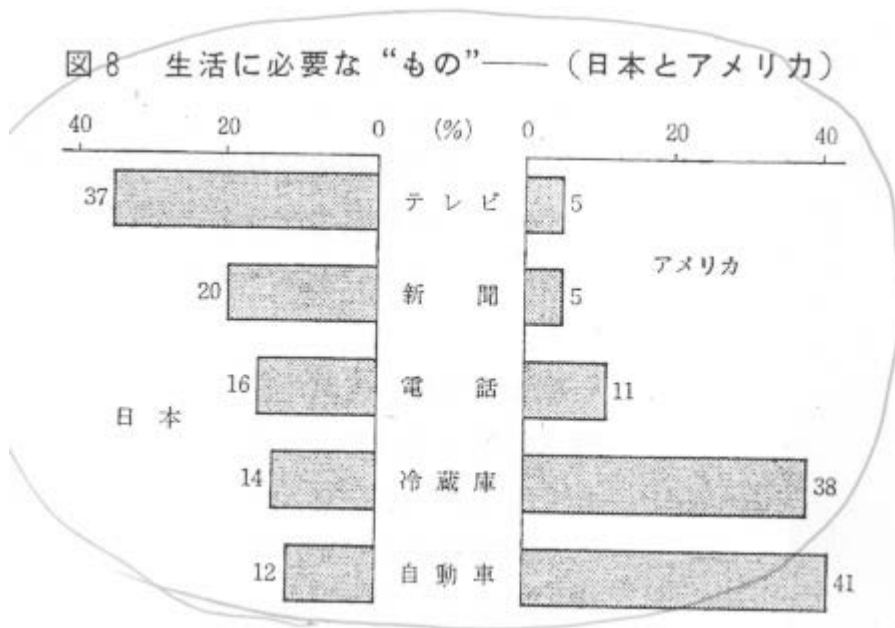 図8 生活に必要な“もの”――(日本とアメリカ)
40 20 0 (%) 0 20 40
37 テレビ 5
アメリカ
20 新聞 5
16 電話 11
日本
14 冷蔵庫 38
12 自動車 41